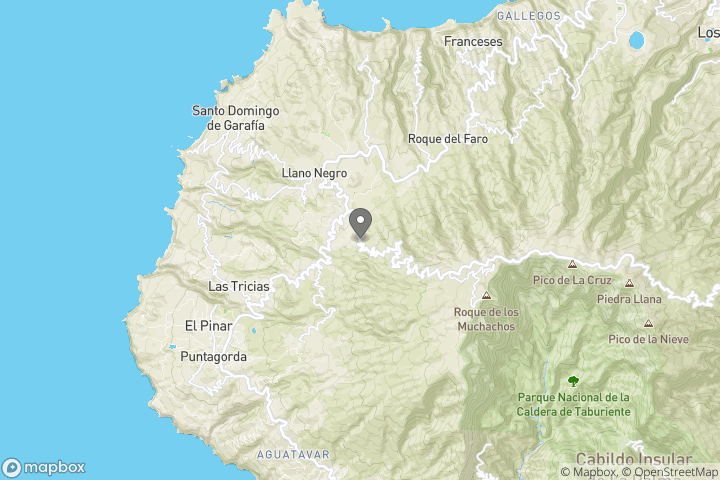 GALLEGOS
Franceses
Los
Santo Domingo
de Garafía
Roque del Faro
Llano Negro
Pico de La Cruz
Las Tricias
Piedra Llana
Roque de los
Muchachos
El Pinar
Pico de la Nieve
Puntagorda
Parque Nacional de la
Caldera de Taburiente
AGUATAVAR
Cabildo Insular
mapbox
© Mapbox, © OpenStreetMap